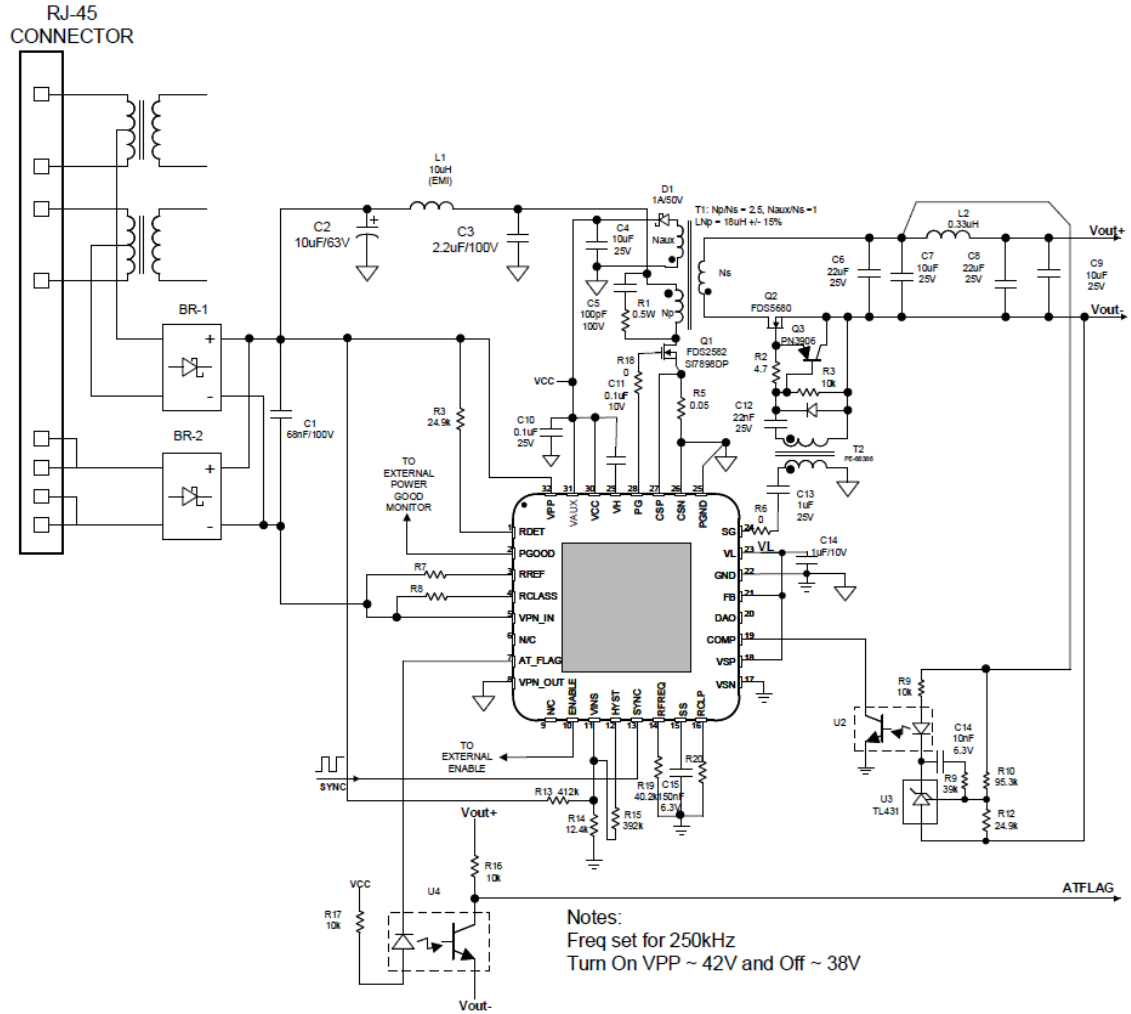 RJ-45
CONNECTOR
L1
10uH
(EMI)
C2
10uF/63V
C3
2.2uF/100V
D1
1A/50V
T1: Np/Ns = 2.5, Naux/Ns =1
LNp = 18uH +/- 15%
C4
10uF
25V
Naux
Ns
Np
C5
100pF
100V
R1
0.5W
L2
0.33uH
Vout+
C6
22uF
25V
C7
10uF
25V
C8
22uF
25V
C9
10uF
25V
Vout-
Q2
FDS5680
Q3
PN3906
Q1
FDS2582
SI7898DP
R2
4.7
R3
10k
BR-1
+
-
BR-2
+
-
C1
68nF/100V
R3
24.9k
VCC
R18
0
C11
0.1uF
10V
R5
0.05
C10
0.1uF
25V
C12
22nF
25V
T2
PE-68386
C13
1uF
25V
R6
0
C14
1uF/10V
VL
TO
EXTERNAL
POWER
GOOD
MONITOR
32
31
30
29
28
27
26
25
VPP
VAUX
VCC
VH
PG
CSP
CSN
PGND
1
RDET
2
PGOOD
3
RREF
4
RCLASS
5
VPN_IN
6
N/C
7
AT_FLAG
8
VPN_OUT
SG
24
VL
23
GND
22
FB
21
DAO
20
COMP
19
VSP
18
VSN
17
N/C
ENABLE
VINS
HYST
SYNC
RFREQ
SS
RCLP
9
10
11
12
13
14
15
16
R7
R8
TO
EXTERNAL
ENABLE
SYNC
R13 412k
R14
12.4k
R15
392k
R19
40.2k
C15
150nF
6.3V
R20
U2
R9
10k
C14
10nF
6.3V
R9
39k
R10
95.3k
U3
TL431
R12
24.9k
Vout+
R16
10k
VCC
R17
10k
U4
Vout-
ATFLAG
Notes:
Freq set for 250kHz
Turn On VPP ~ 42V and Off ~ 38V